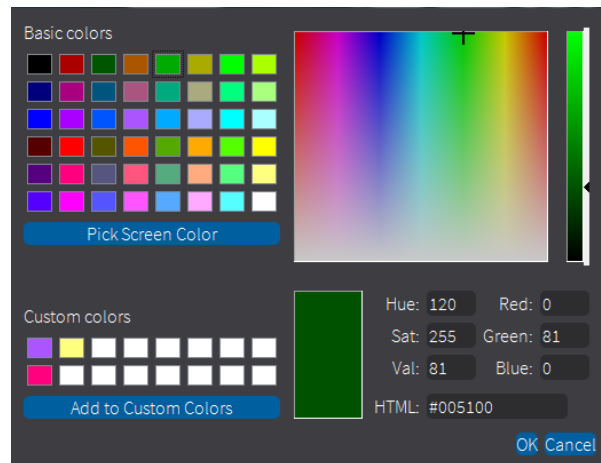 Basic colors
Pick Screen Color
Custom colors
Add to Custom Colors
Hue: 120 Red: 0
Sat: 255 Green: 81
Val: 81 Blue: 0
HTML: #005100
OK Cancel